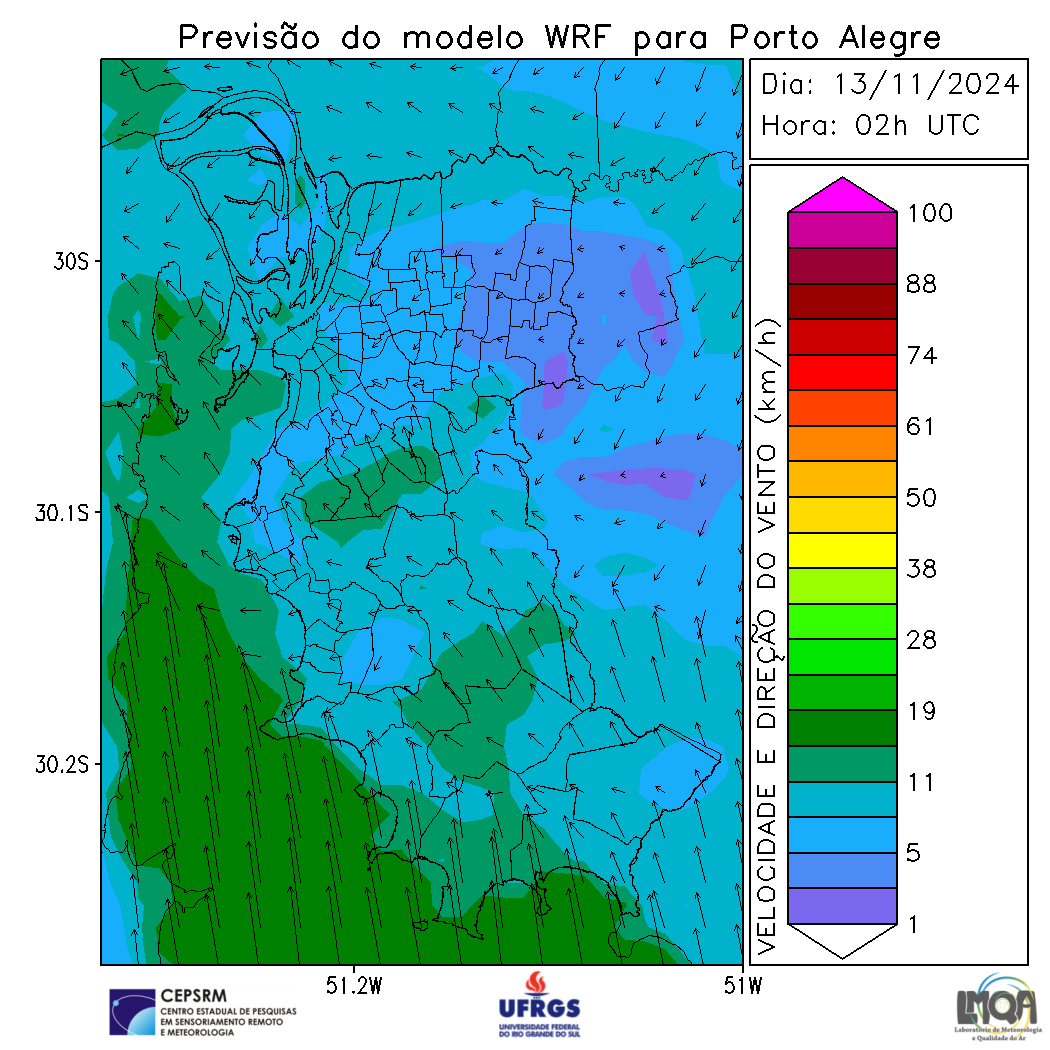 Previsão do modelo WRF para Porto Alegre
Dia: 13/11/2024
Hora: 02h UTC
30S
30.1S
30.2S
51.2W
51W
VELOCIDADE E DIREÇÃO DO VENTO (km/h)
100
88
74
61
50
38
28
19
11
5
1
CEPSRM
CENTRO ESTADUAL DE PESQUISAS
EM SENSORIAMENTO REMOTO
E METEOROLOGIA
UFRGS
UNIVERSIDADE FEDERAL
DO RIO GRANDE DO SUL
LMQA
Laboratório de Meteorologia
e Qualidade do Ar